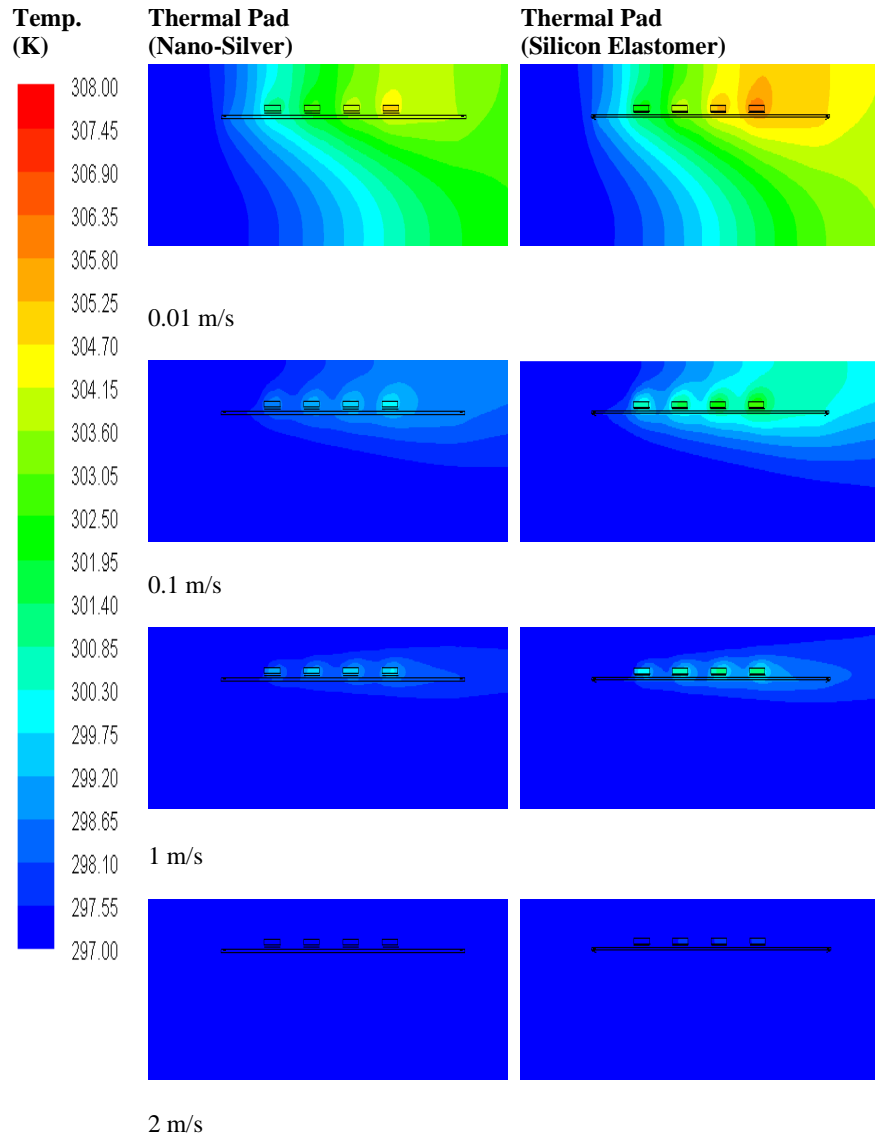 Temp.
(K)
Thermal Pad
(Nano-Silver)
Thermal Pad
(Silicon Elastomer)
308.00
307.45
306.90
306.35
305.80
305.25
304.70
304.15
303.60
303.05
302.50
301.95
301.40
300.85
300.30
299.75
299.20
298.65
298.10
297.55
297.00
0.01 m/s
0.1 m/s
1 m/s
2 m/s